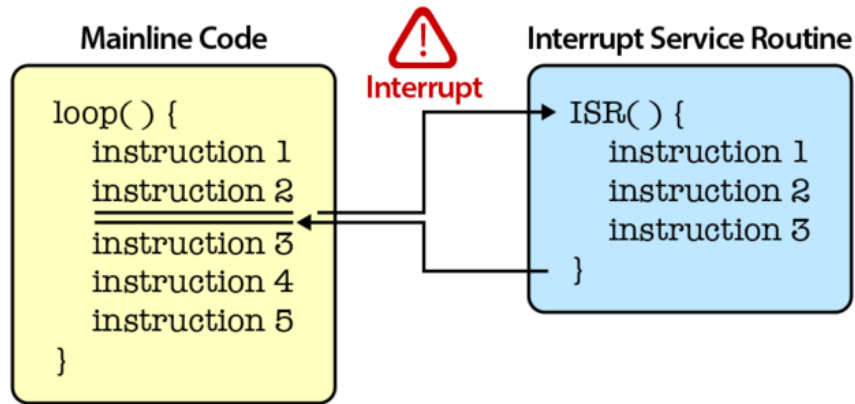 Mainline Code
loop( ) {
instruction 1
instruction 2
instruction 3
instruction 4
instruction 5
}
!
Interrupt
Interrupt Service Routine
ISR( ) {
instruction 1
instruction 2
instruction 3
}